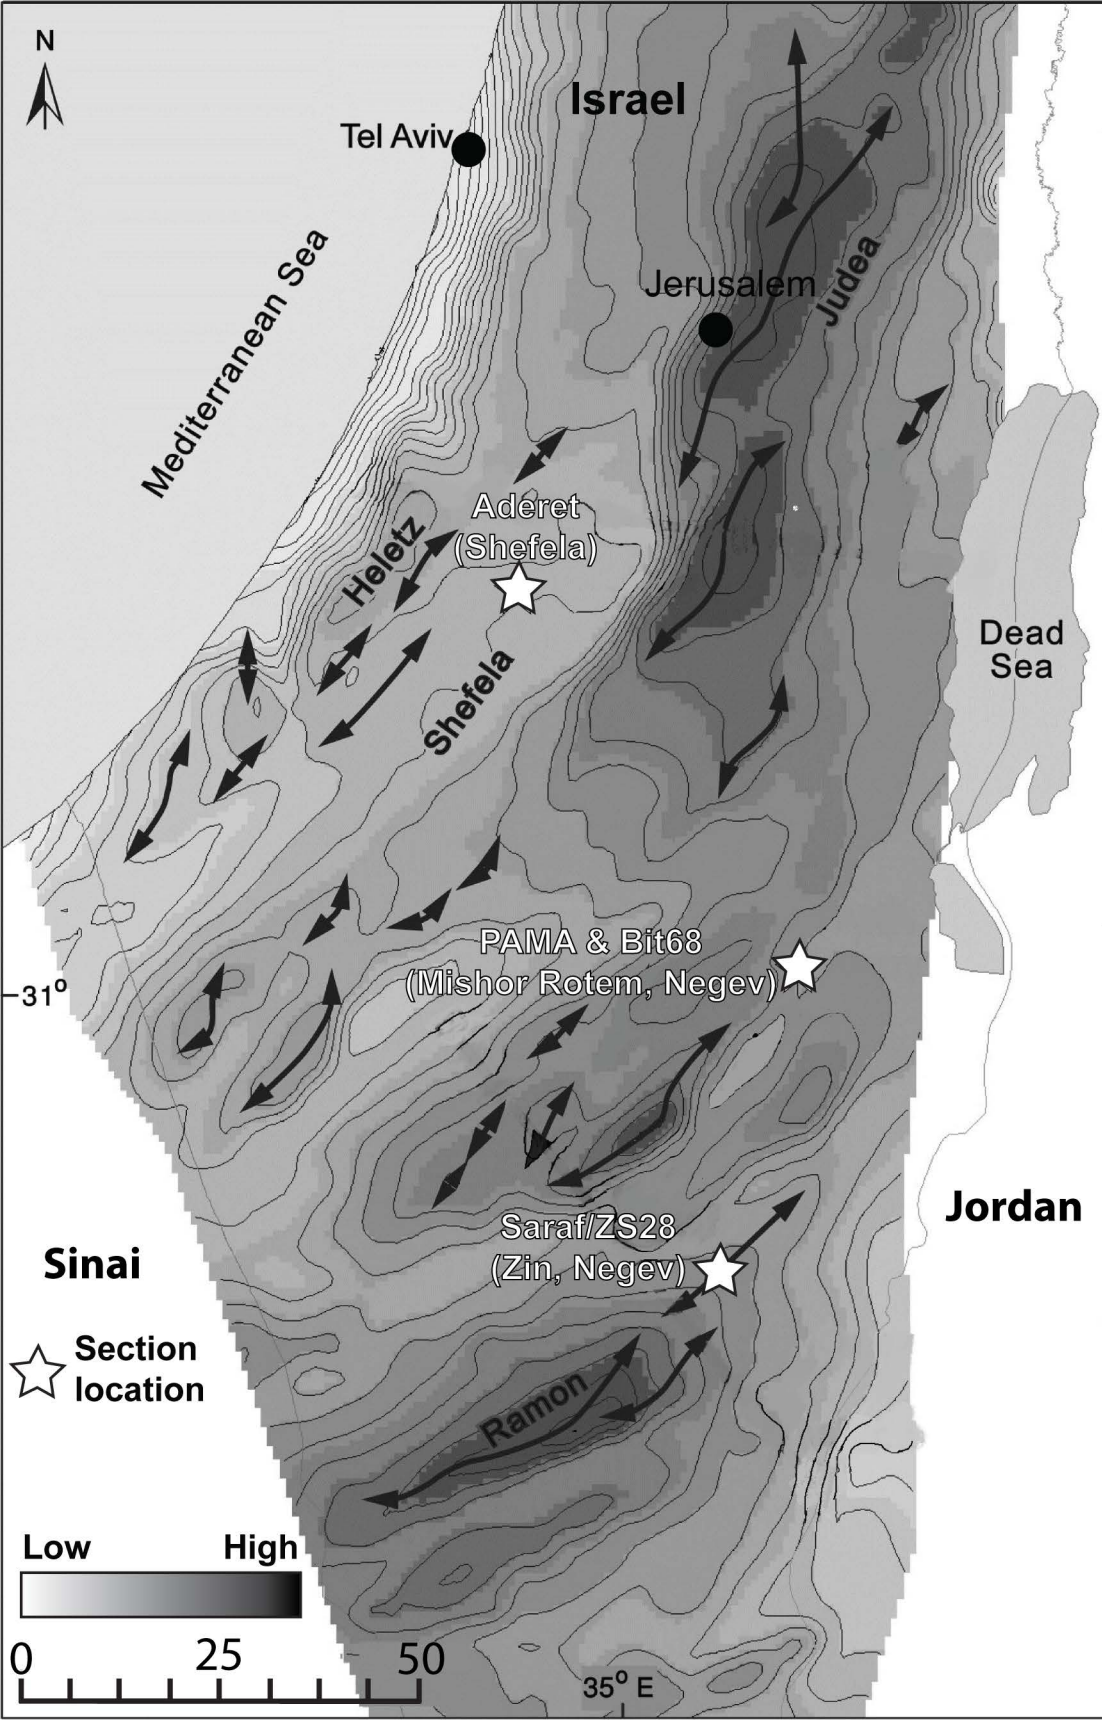 N
Israel
Tel Aviv
Mediterranean Sea
Jerusalem
Judea
Aderet
(Shefela)
Heletz
Shefela
Dead
Sea
PAMA & Bit68
(Mishor Rotem, Negev)
31°
Jordan
Saraf/ZS28
(Zin, Negev)
Sinai
Section
location
Ramon
Low High
0 25 50
35° E